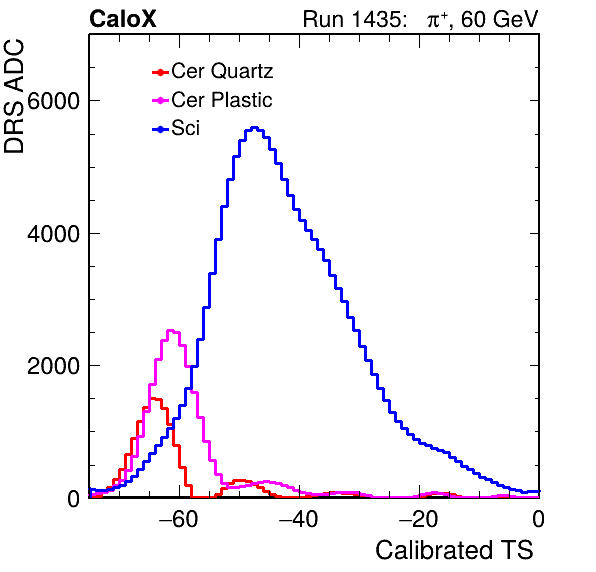 CaloX Run 1435: π⁺, 60 GeV
DRS ADC
Cer Quartz
Cer Plastic
Sci
6000
4000
2000
0
−60 −40 −20 0
Calibrated TS